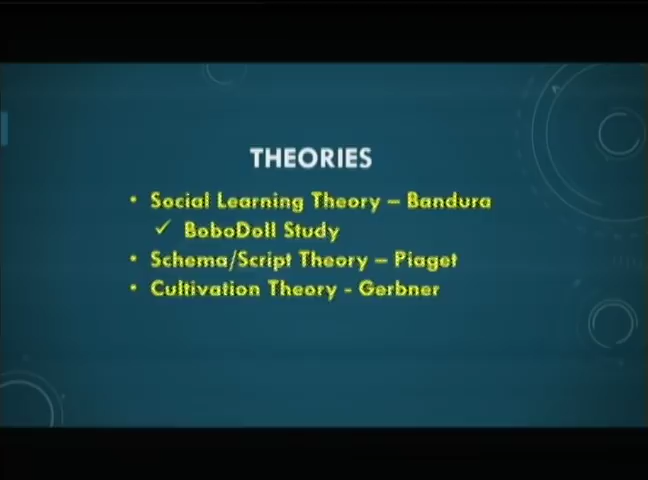 THEORIES
• Social Learning Theory – Bandura
✓ BoboDoll Study
• Schema/Script Theory – Piaget
• Cultivation Theory - Gerbner